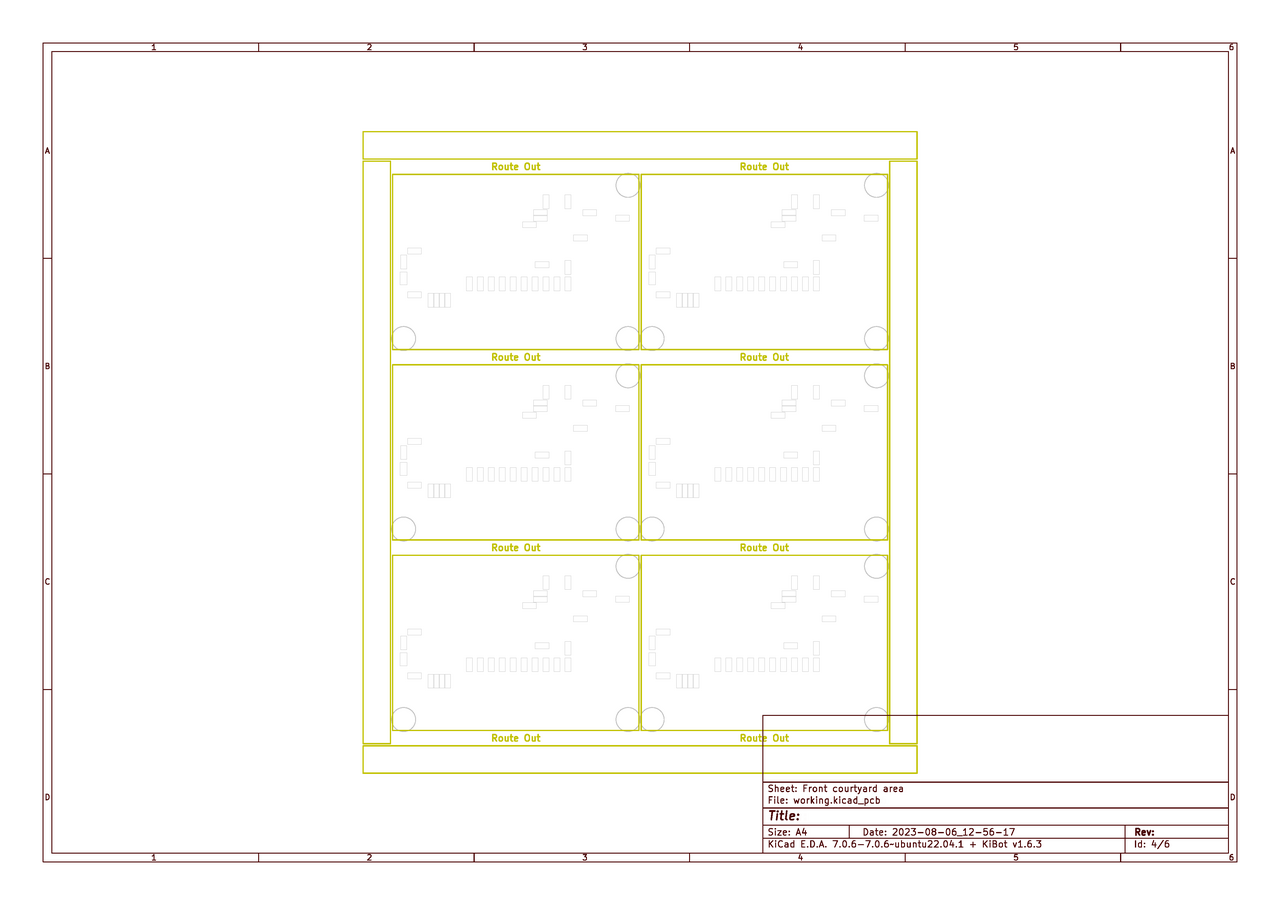 1 2 3 4 5 6
A A
Route Out Route Out
Route Out Route Out
B B
Route Out Route Out
C C
Route Out Route Out
Sheet: Front courtyard area
D D
File: working.kicad_pcb
Title:
Size: A4 Date: 2023-08-06_12-56-17 Rev:
KiCad E.D.A. 7.0.6-7.0.6~ubuntu22.04.1 + KiBot v1.6.3 Id: 4/6
1 2 3 4 5 6